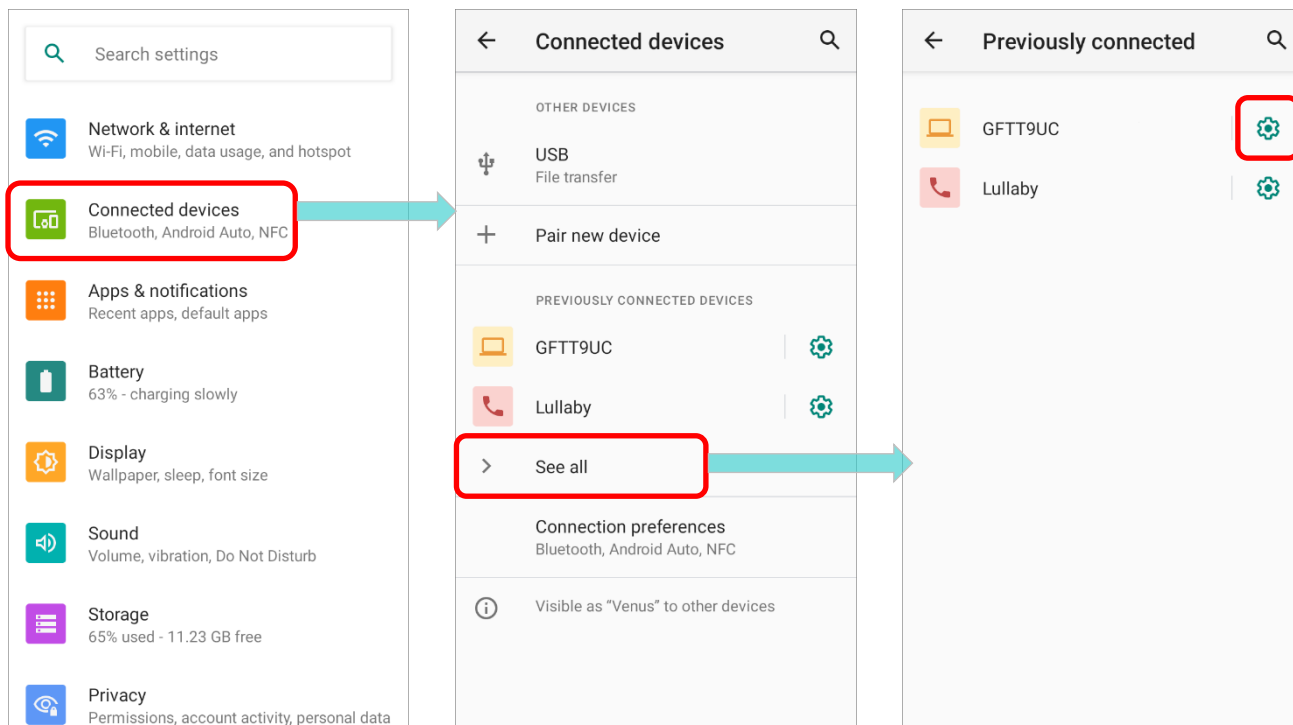 Search settings
Network & internet
Wi-Fi, mobile, data usage, and hotspot
Connected devices
Bluetooth, Android Auto, NFC
Apps & notifications
Recent apps, default apps
Battery
63% - charging slowly
Display
Wallpaper, sleep, font size
Sound
Volume, vibration, Do Not Disturb
Storage
65% used - 11.23 GB free
Privacy
Permissions, account activity, personal data
Connected devices
OTHER DEVICES
USB
File transfer
Pair new device
PREVIOUSLY CONNECTED DEVICES
GFTT9UC
Lullaby
See all
Connection preferences
Bluetooth, Android Auto, NFC
Visible as “Venus” to other devices
Previously connected
GFTT9UC
Lullaby